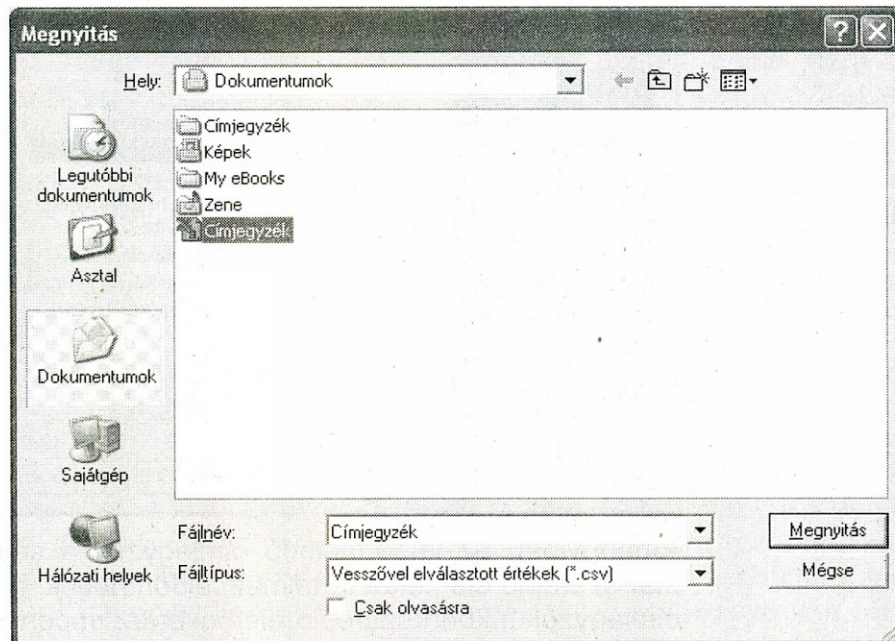 Megnyitás
Hely:
Dokumentumok
Legutóbbi
dokumentumok
Asztal
Dokumentumok
Sajátgép
Hálózati helyek
Címjegyzék
Képek
My eBooks
Zene
Címjegyzék
Fájlnév:
Címjegyzék
Megnyitás
Fájltípus:
Vesszővel elválasztott értékek (*.csv)
Mégse
Csak olvasásra